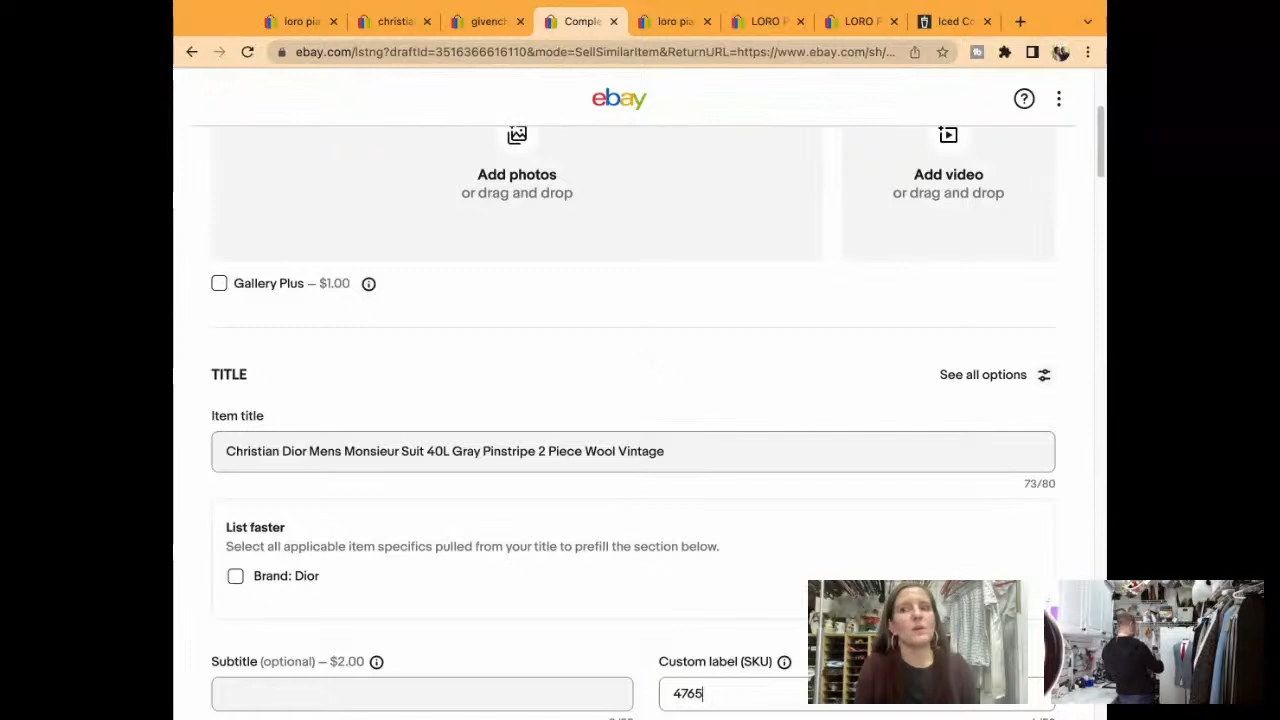 loro pia
christia
givench
Comple
loro pia
LORO P
LORO F
Iced Co
ebay.com/lstng?draftId=3516366616110&mode=SellSimilarItem&ReturnURL=https://www.ebay.com/sh/...
ebay
Add photos
or drag and drop
Add video
or drag and drop
Gallery Plus – $1.00
TITLE
See all options
Item title
Christian Dior Mens Monsieur Suit 40L Gray Pinstripe 2 Piece Wool Vintage
73/80
List faster
Select all applicable item specifics pulled from your title to prefill the section below.
Brand: Dior
Subtitle (optional) – $2.00
Custom label (SKU)
4765